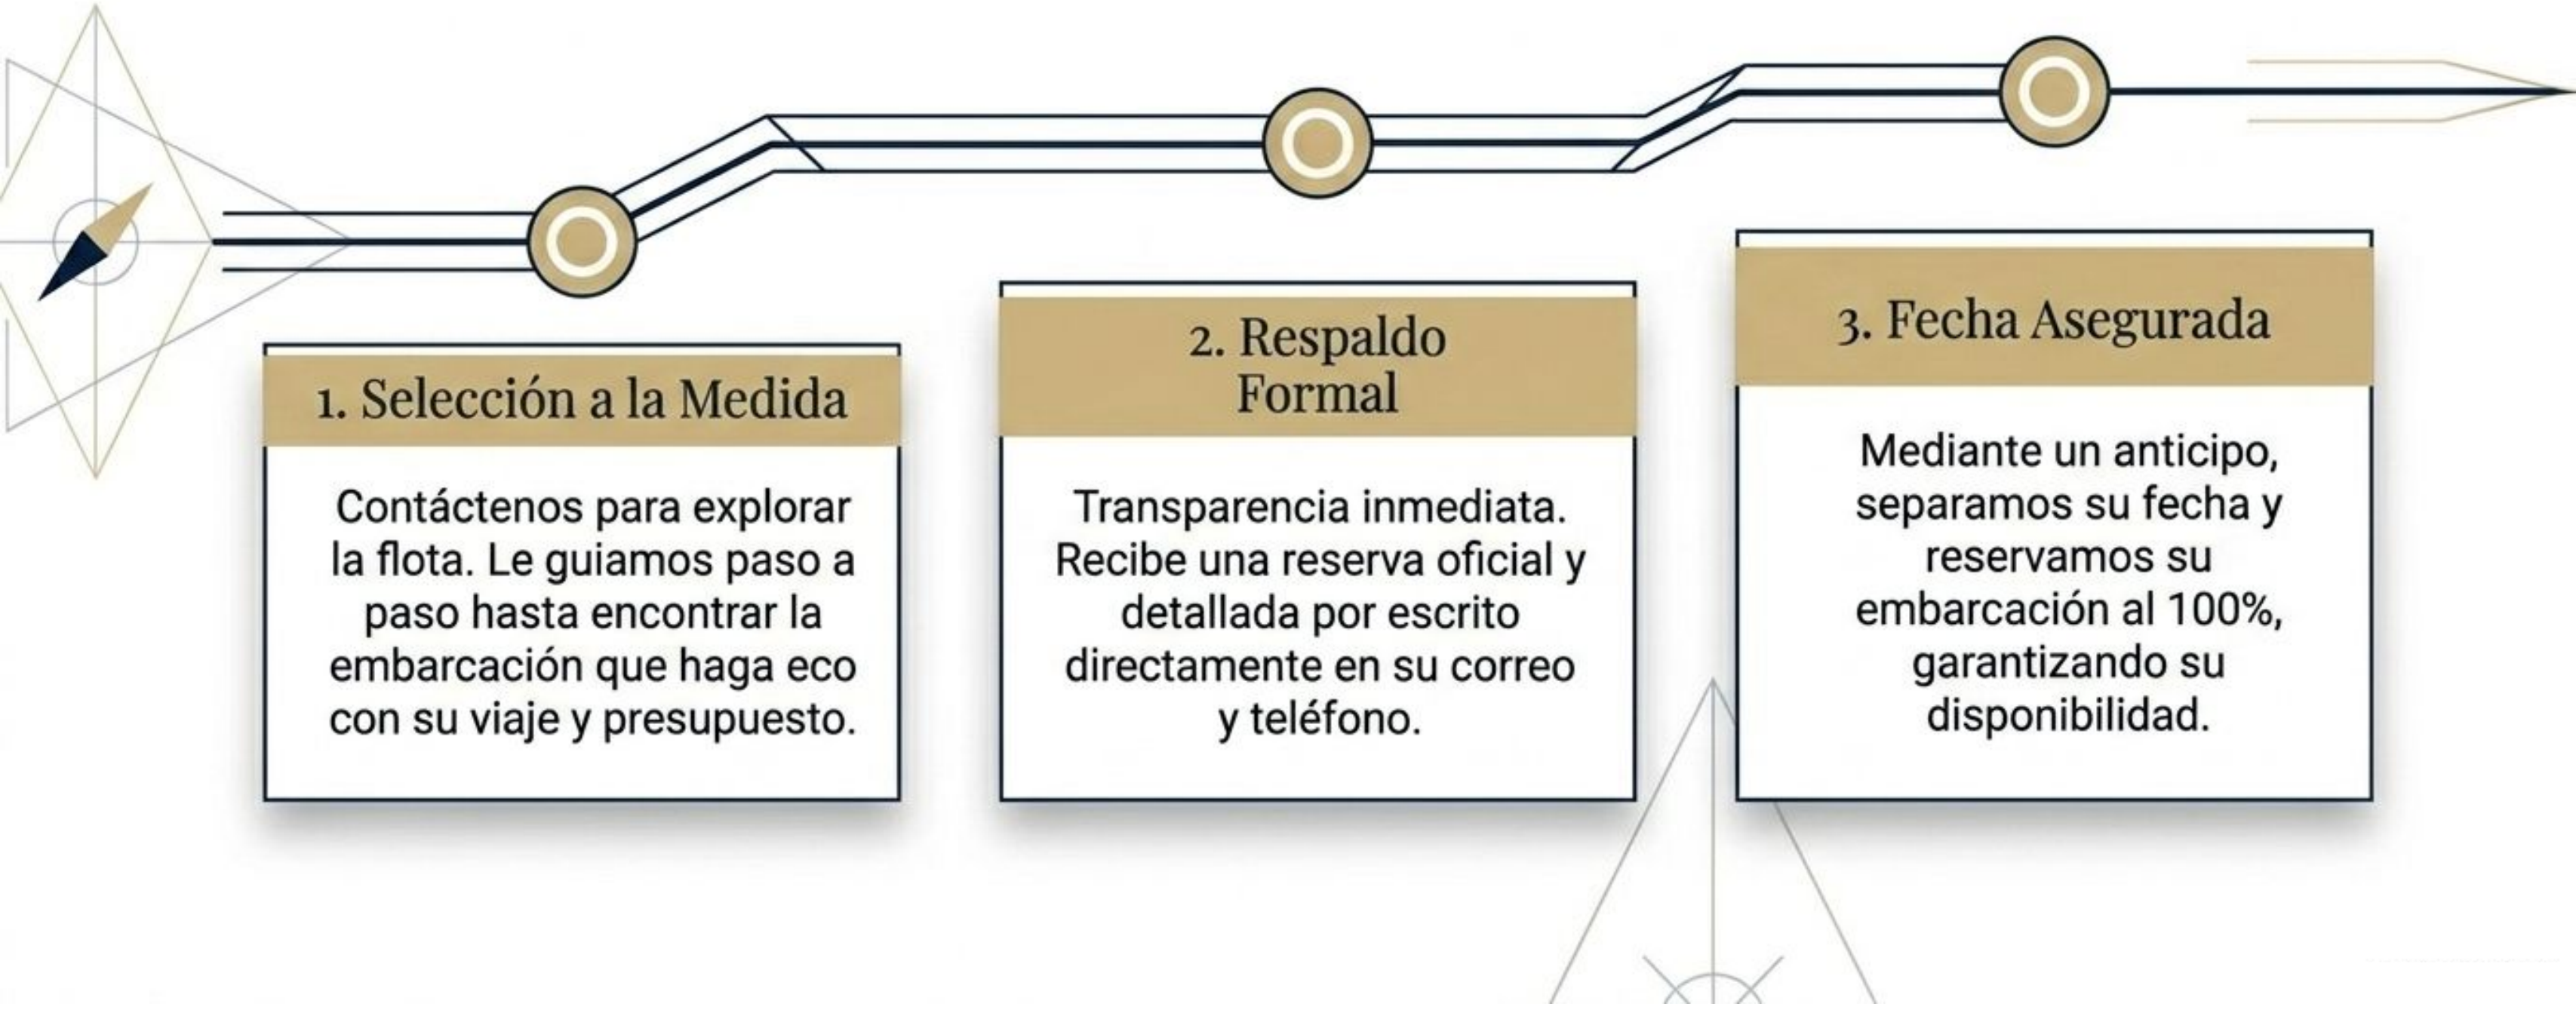 1. Selección a la Medida
Contáctenos para explorar
la flota. Le guiamos paso a
paso hasta encontrar la
embarcación que haga eco
con su viaje y presupuesto.
2. Respaldo
Formal
Transparencia inmediata.
Recibe una reserva oficial y
detallada por escrito
directamente en su correo
y teléfono.
3. Fecha Asegurada
Mediante un anticipo,
separamos su fecha y
reservamos su
embarcación al 100%,
garantizando su
disponibilidad.